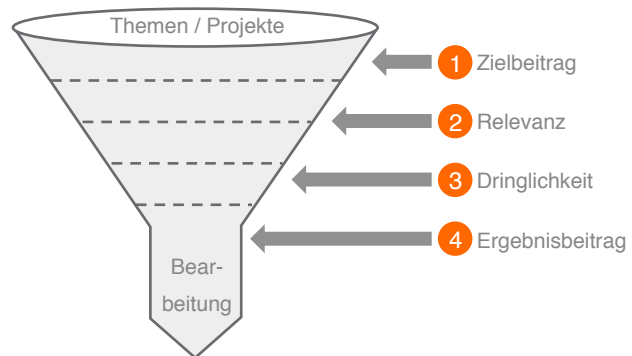 Themen / Projekte
1 Zielbeitrag
2 Relevanz
3 Dringlichkeit
4 Ergebnisbeitrag
Bear-
beitung